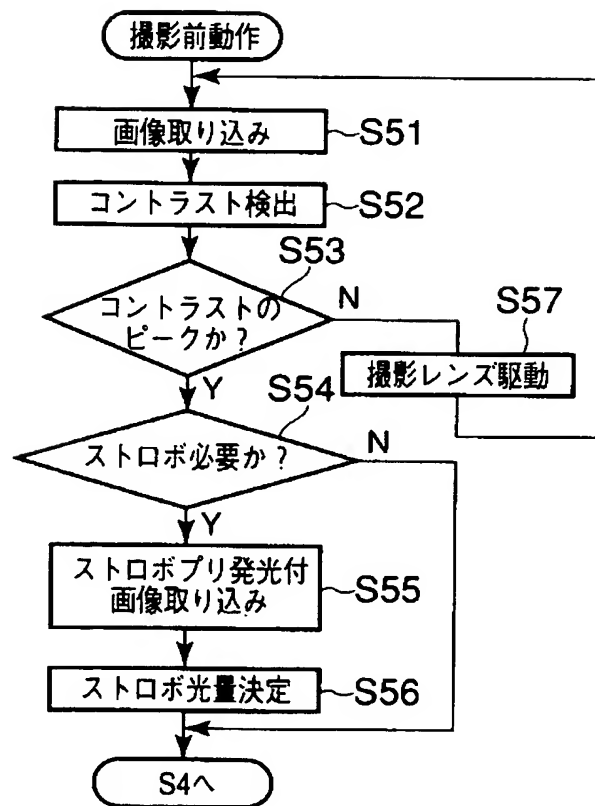 撮影前動作
画像取り込み
S51
コントラスト検出
S52
S53
コントラストの
ピークか?
N
S57
撮影レンズ駆動
Y
S54
ストロボ必要か?
N
Y
ストロボプリ発光付
画像取り込み
S55
ストロボ光量決定
S56
S4へ